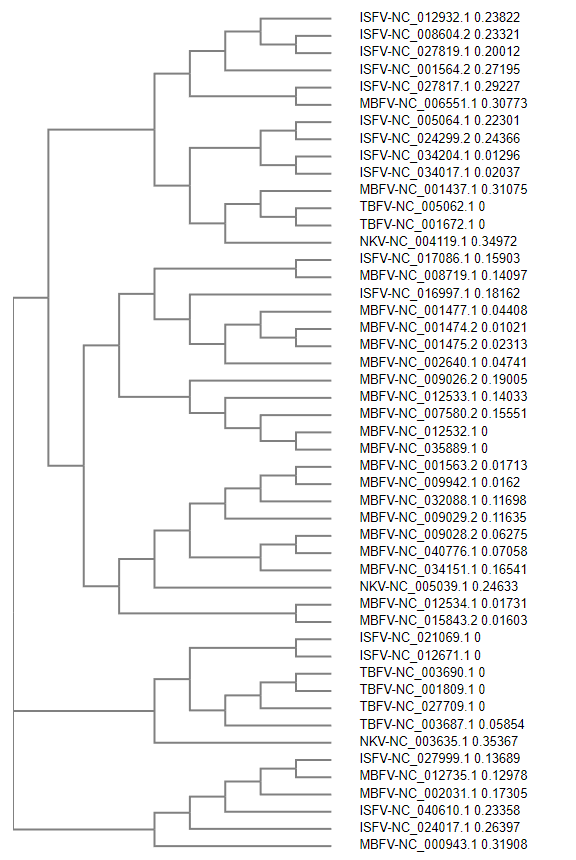 ISFV-NC_012932.1 0.23822
ISFV-NC_008604.2 0.23321
ISFV-NC_027819.1 0.20012
ISFV-NC_001564.2 0.27195
ISFV-NC_027817.1 0.29227
MBFV-NC_006551.1 0.30773
ISFV-NC_005064.1 0.22301
ISFV-NC_024299.2 0.24366
ISFV-NC_034204.1 0.01296
ISFV-NC_034017.1 0.02037
MBFV-NC_001437.1 0.31075
TBFV-NC_005062.1 0
TBFV-NC_001672.1 0
NKV-NC_004119.1 0.34972
ISFV-NC_017086.1 0.15903
MBFV-NC_008719.1 0.14097
ISFV-NC_016997.1 0.18162
MBFV-NC_001477.1 0.04408
MBFV-NC_001474.2 0.01021
MBFV-NC_001475.2 0.02313
MBFV-NC_002640.1 0.04741
MBFV-NC_009026.2 0.19005
MBFV-NC_012533.1 0.14033
MBFV-NC_007580.2 0.15551
MBFV-NC_012532.1 0
MBFV-NC_035889.1 0
MBFV-NC_001563.2 0.01713
MBFV-NC_009942.1 0.0162
MBFV-NC_032088.1 0.11698
MBFV-NC_009029.2 0.11635
MBFV-NC_009028.2 0.06275
MBFV-NC_040776.1 0.07058
MBFV-NC_034151.1 0.16541
NKV-NC_005039.1 0.24633
MBFV-NC_012534.1 0.01731
MBFV-NC_015843.2 0.01603
ISFV-NC_021069.1 0
ISFV-NC_012671.1 0
TBFV-NC_003690.1 0
TBFV-NC_001809.1 0
TBFV-NC_027709.1 0
TBFV-NC_003687.1 0.05854
NKV-NC_003635.1 0.35367
ISFV-NC_027999.1 0.13689
MBFV-NC_012735.1 0.12978
MBFV-NC_002031.1 0.17305
ISFV-NC_040610.1 0.23358
ISFV-NC_024017.1 0.26397
MBFV-NC_000943.1 0.31908